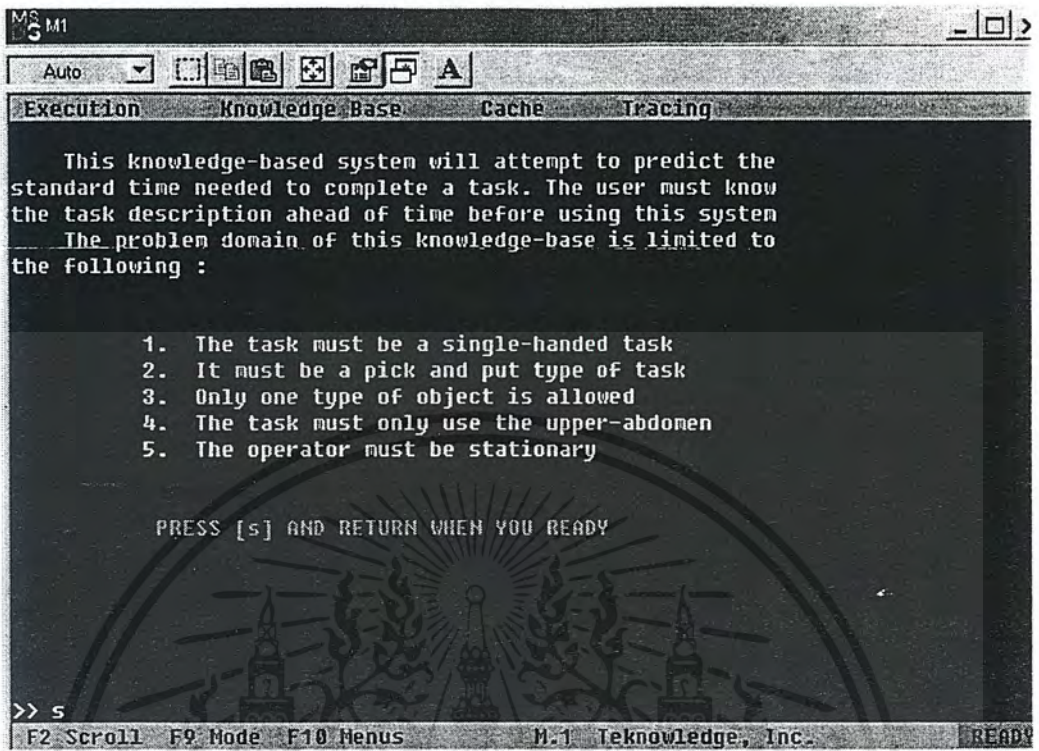 MS DS M1
Auto A
Execution Knowledge Base Cache Tracing
This knowledge-based system will attempt to predict the
standard time needed to complete a task. The user must know
the task description ahead of time before using this system
The problem domain of this knowledge-base is limited to
the following :
1. The task must be a single-handed task
2. It must be a pick and put type of task
3. Only one type of object is allowed
4. The task must only use the upper-abdomen
5. The operator must be stationary
PRESS [s] AND RETURN WHEN YOU READY
>> s
F2 Scroll F9 Mode F10 Menus M.1 Teknowledge, Inc. READY